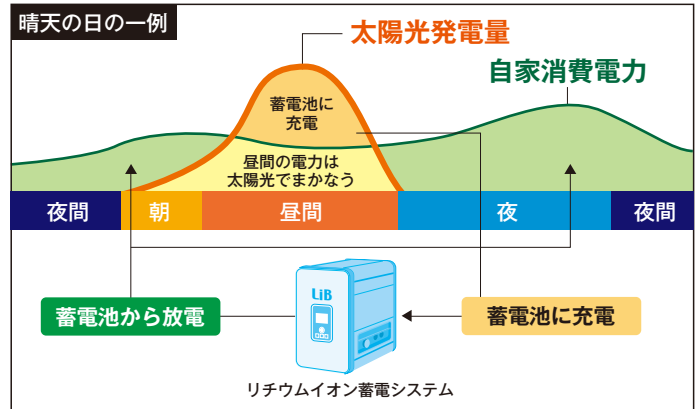 晴天の日の一例
太陽光発電量
自家消費電力
蓄電池に
充電
昼間の電力は
太陽光でまかなう
夜間
朝
昼間
夜
夜間
蓄電池から放電
LiB
蓄電池に充電
リチウムイオン蓄電システム